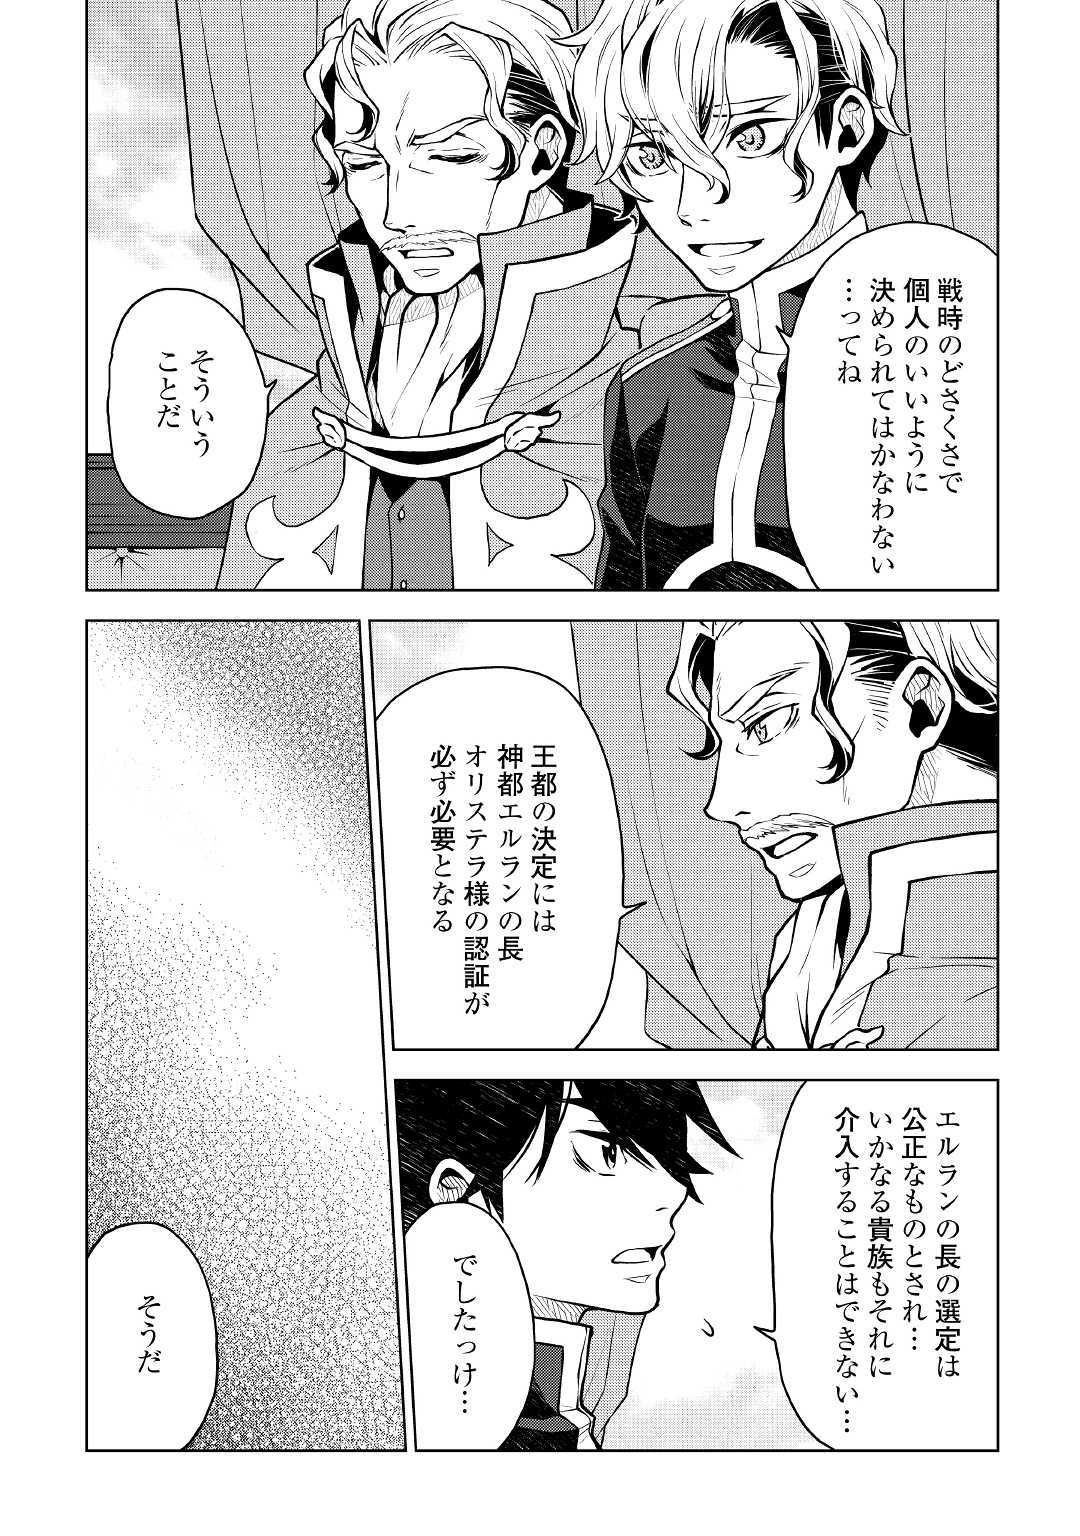 戦時のどさくさで
個人のいいように
決められてはかなわない
…ってね
そういう
ことだ
王都の決定には
神都エルランの長
オリステラ様の認証が
必ず必要となる
エルランの長の選定は
公正なものとされ…
いかなる貴族もそれに
介入することはできない…
でしたっけ…
そうだ